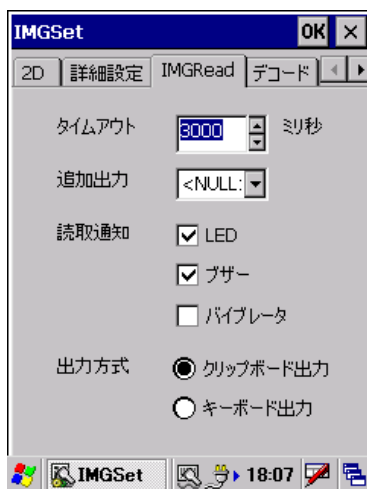 IMGSet OK ×
2D 詳細設定 IMGRead デコード
タイムアウト 3000 ミリ秒
追加出力 <NULL:
読取通知 LED
ブザー
バイブレータ
出力方式 クリップボード出力
キーボード出力
IMGSet 18:07